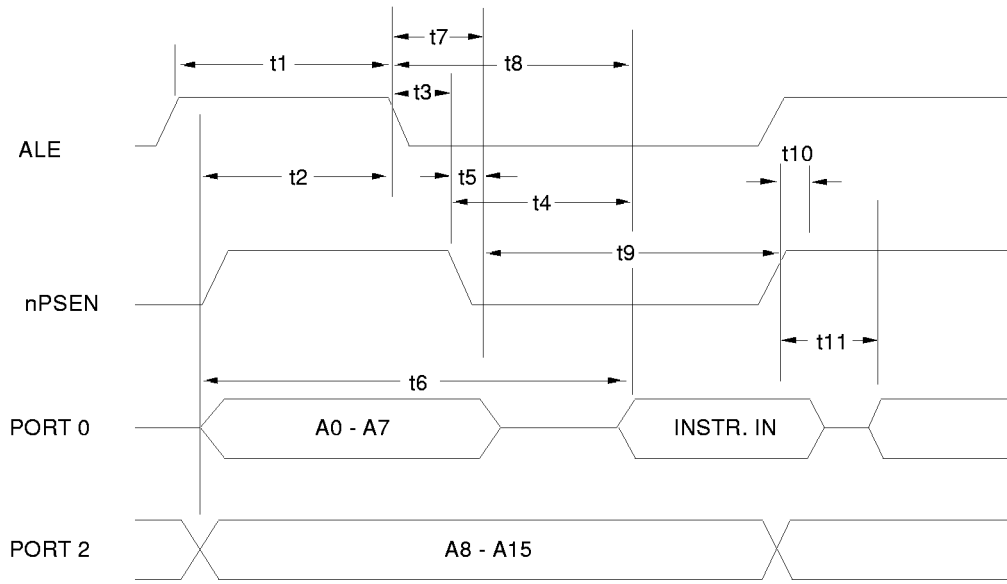 t7
t1
t8
t3
ALE
t10
t2
t5
t4
t9
nPSEN
t11
t6
PORT 0
A0 - A7
INSTR. IN
PORT 2
A8 - A15